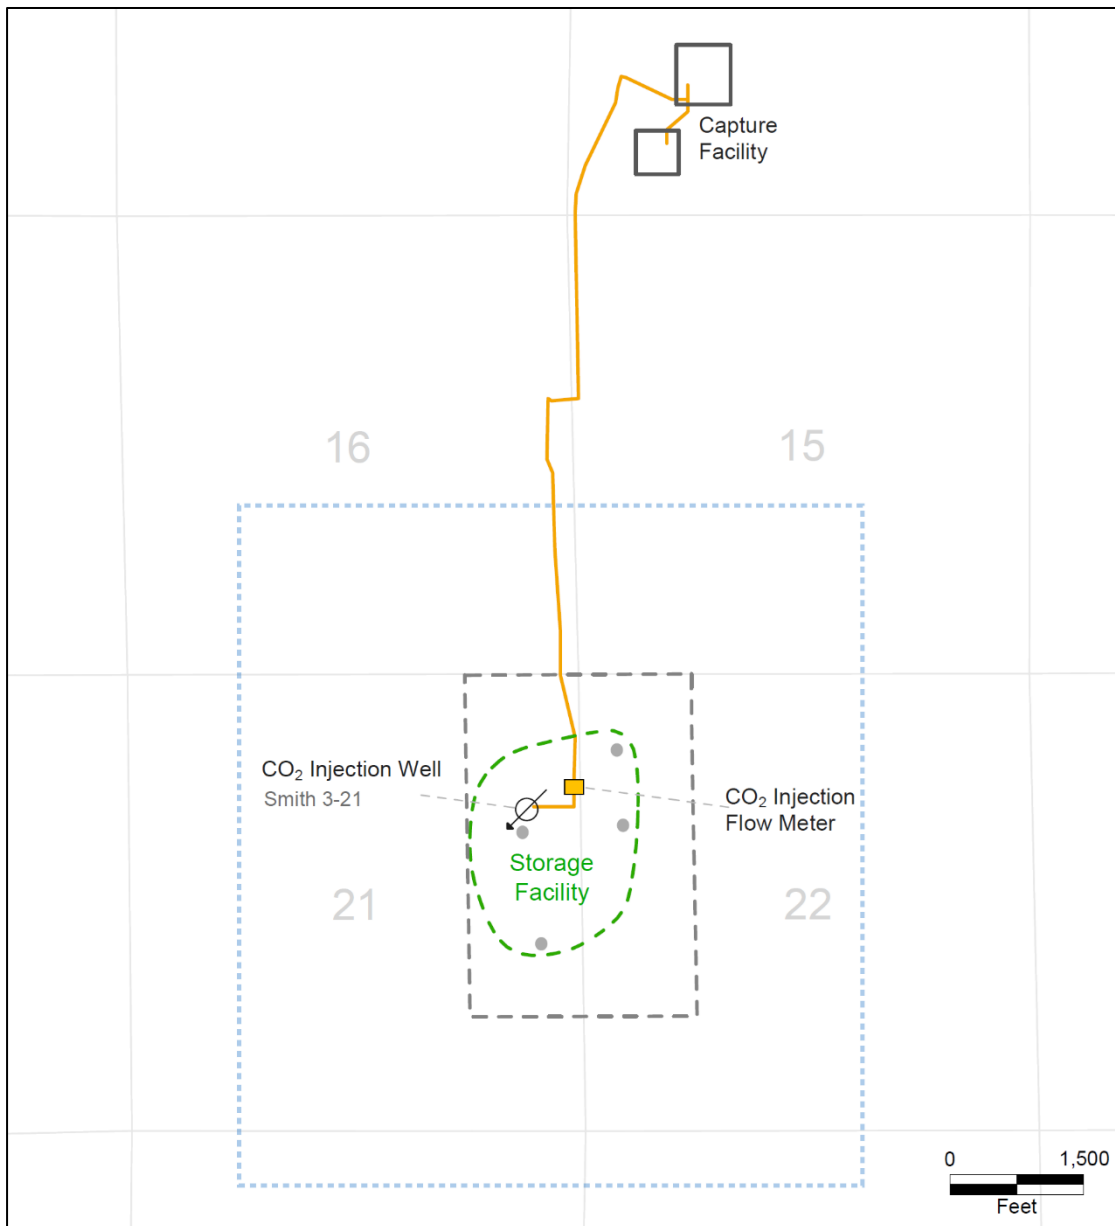 Capture
Facility
16
15
CO₂ Injection Well
Smith 3-21
CO₂ Injection
Flow Meter
Storage
Facility
21
22
0 1,500
Feet